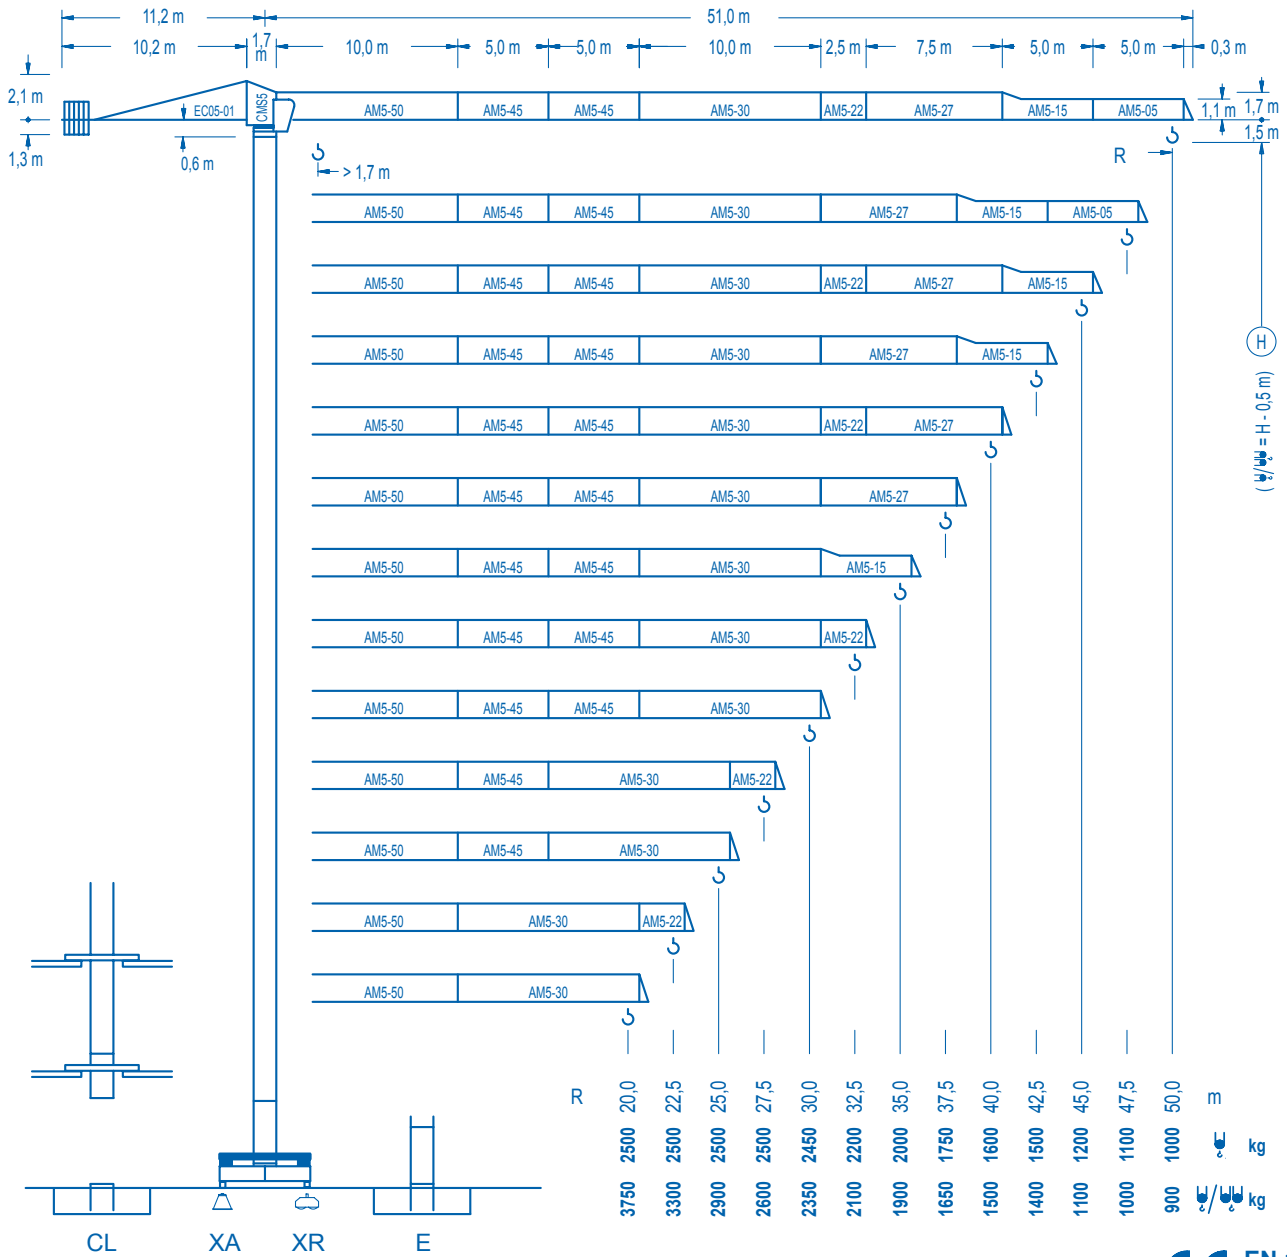 11,2 m 51,0 m
10,2 m 1,7 m 10,0 m 5,0 m 5,0 m 10,0 m 2,5 m 7,5 m 5,0 m 5,0 m 0,3 m
2,1 m EC05-01 CMS5 AM5-50 AM5-45 AM5-45 AM5-30 AM5-22 AM5-27 AM5-15 AM5-05 1,1 m 1,7 m
1,3 m 0,6 m 1,5 m
> 1,7 m R
AM5-50 AM5-45 AM5-45 AM5-30 AM5-27 AM5-15 AM5-05
AM5-50 AM5-45 AM5-45 AM5-30 AM5-22 AM5-27 AM5-15
H
AM5-50 AM5-45 AM5-45 AM5-30 AM5-27 AM5-15
( / = H - 0,5 m)
AM5-50 AM5-45 AM5-45 AM5-30 AM5-22 AM5-27
AM5-50 AM5-45 AM5-45 AM5-30 AM5-27
AM5-50 AM5-45 AM5-45 AM5-30 AM5-15
AM5-50 AM5-45 AM5-45 AM5-30 AM5-22
AM5-50 AM5-45 AM5-45 AM5-30
AM5-50 AM5-45 AM5-30 AM5-22
AM5-50 AM5-45 AM5-30
AM5-50 AM5-30 AM5-22
AM5-50 AM5-30
R 20,0 22,5 25,0 27,5 30,0 32,5 35,0 37,5 40,0 42,5 45,0 47,5 50,0 m
2500 2500 2500 2500 2450 2200 2000 1750 1600 1500 1200 1100 1000 kg
3750 3300 2900 2600 2350 2100 1900 1650 1500 1400 1100 1000 900 / kg
CL XA XR E